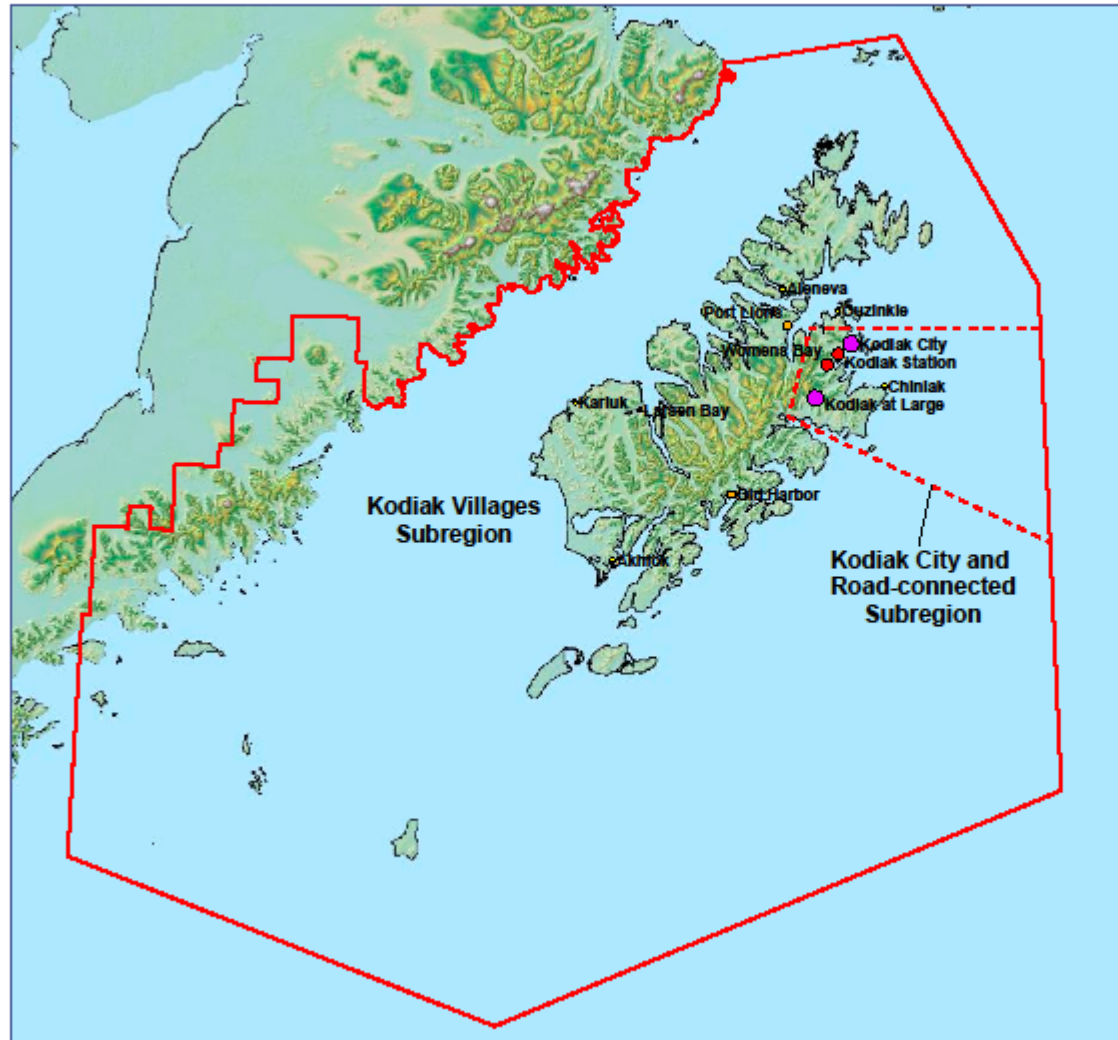 Aleneva
Port Lions
Ouzinkie
Kodiak City
Womens Bay
Kodiak Station
Chiniak
Kodiak at Large
Karluk
Larsen Bay
Old Harbor
Kodiak Villages
Subregion
Akhiok
Kodiak City and
Road-connected
Subregion